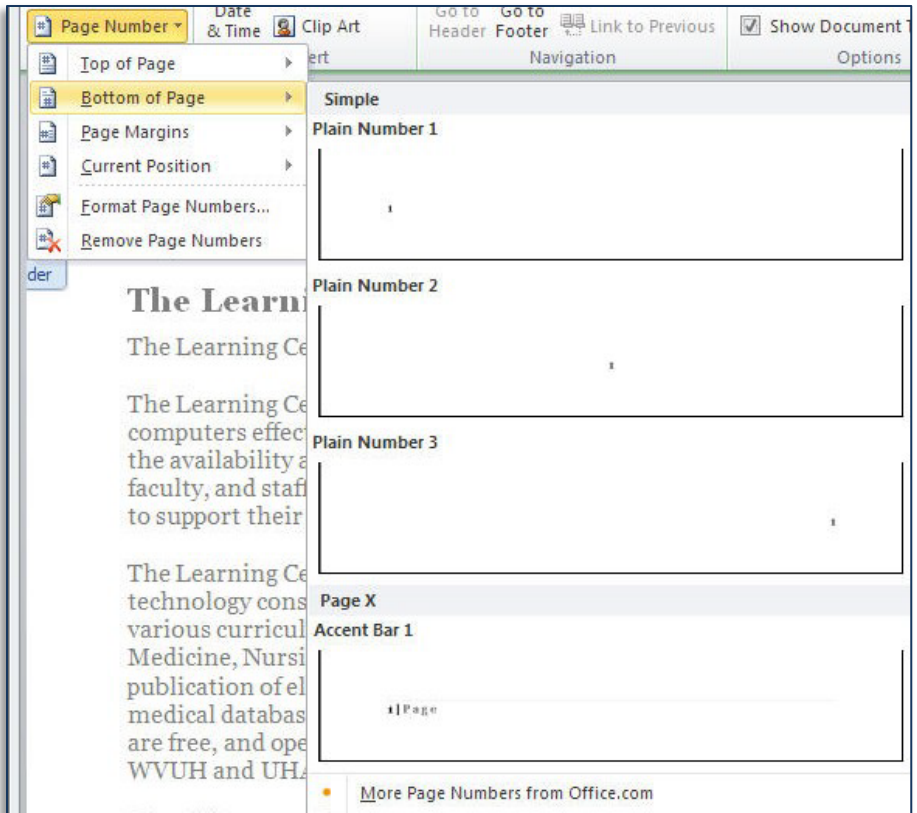 Date
Page Number & Time Clip Art
Go to Go to
Header Footer Link to Previous
Show Document T
ert Navigation Options
Top of Page
Bottom of Page
Page Margins
Current Position
Format Page Numbers...
Remove Page Numbers
der
Simple
Plain Number 1
1
Plain Number 2
1
Plain Number 3
1
Page X
Accent Bar 1
1|Page
More Page Numbers from Office.com
The Learni
The Learning Ce
The Learning Ce
computers effec
the availability a
faculty, and staff
to support their
The Learning Ce
technology cons
various curricul
Medicine, Nursi
publication of el
medical databas
are free, and ope
WVUH and UHA